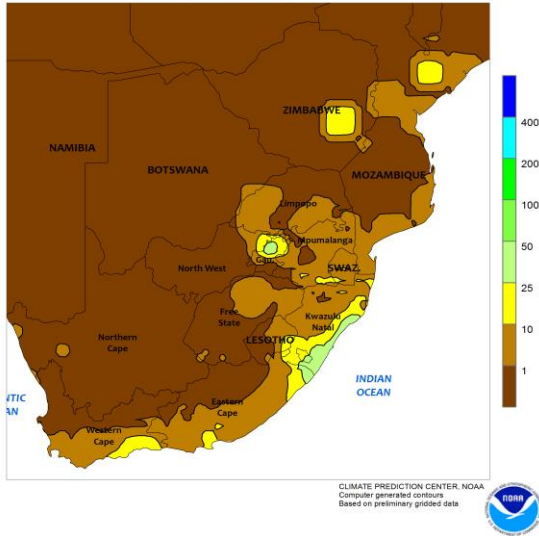 ZIMBABWE
NAMIBIA
BOTSWANA
MOZAMBIQUE
Limpopo
Mpumalanga
North West
SWAZ.
Free
State
Kwazulu
Natal
LESOTHO
Northern
Cape
Eastern
Cape
Western
Cape
INDIAN
OCEAN
NTIC
AN
400
200
100
50
25
10
1
CLIMATE PREDICTION CENTER, NOAA
Computer generated contours
Based on preliminary gridded data
NOAA